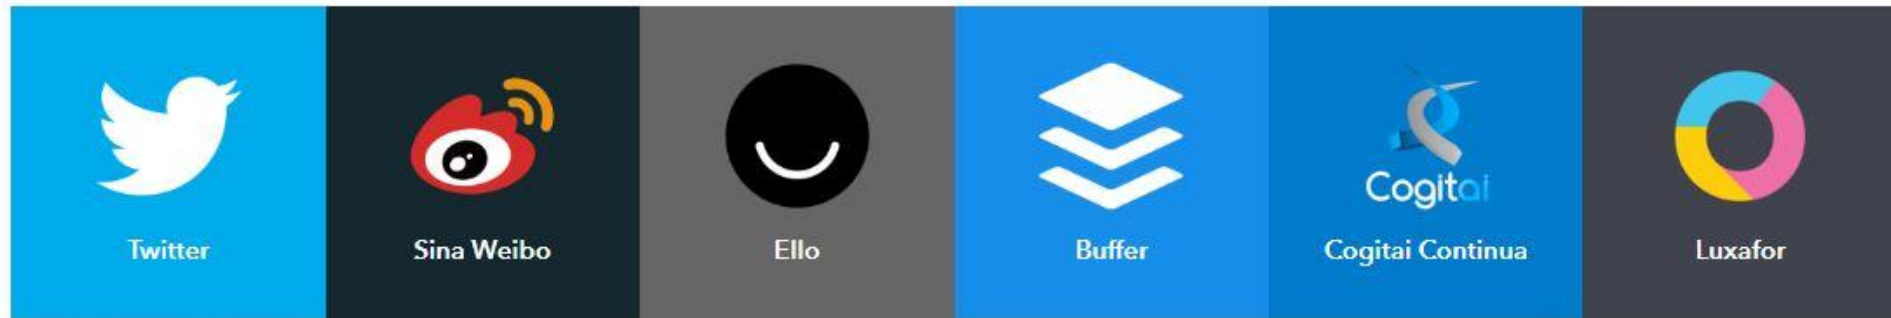 Cogitai
Twitter
Sina Weibo
Ello
Buffer
Cogitai Continua
Luxafor